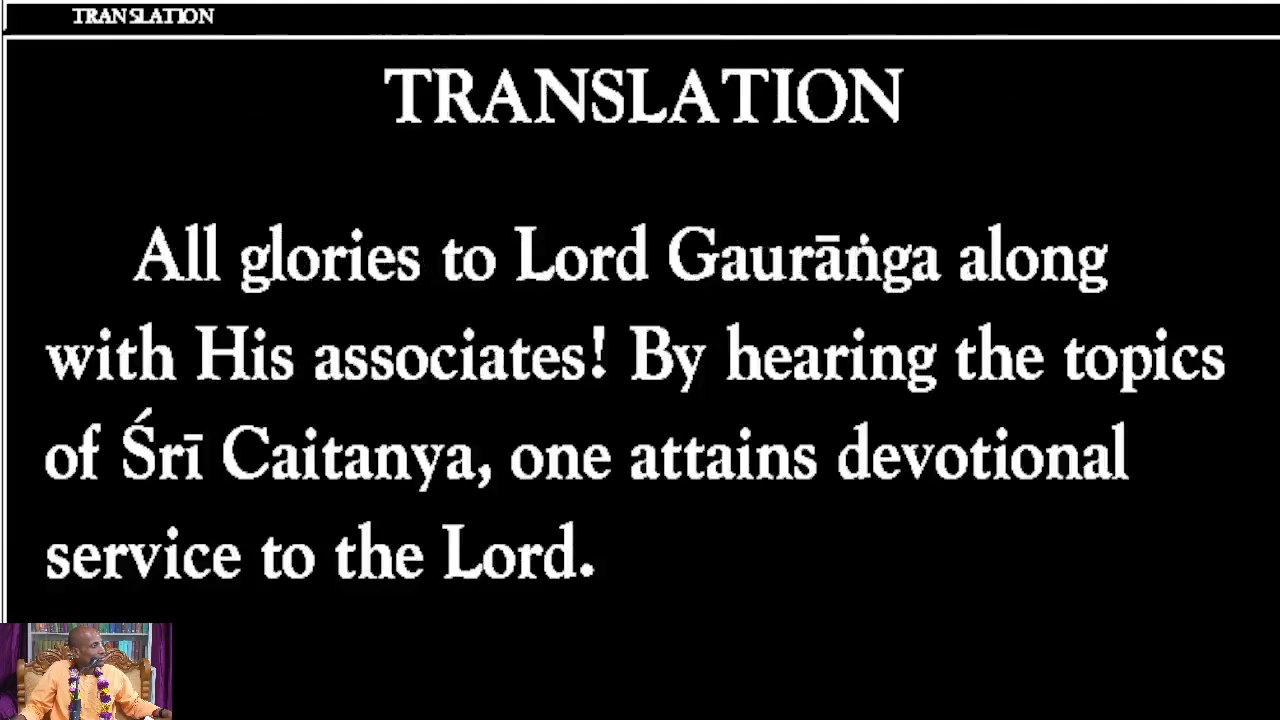 TRANSLATION
TRANSLATION
All glories to Lord Gaurāṅga along
with His associates! By hearing the topics
of Śrī Caitanya, one attains devotional
service to the Lord.